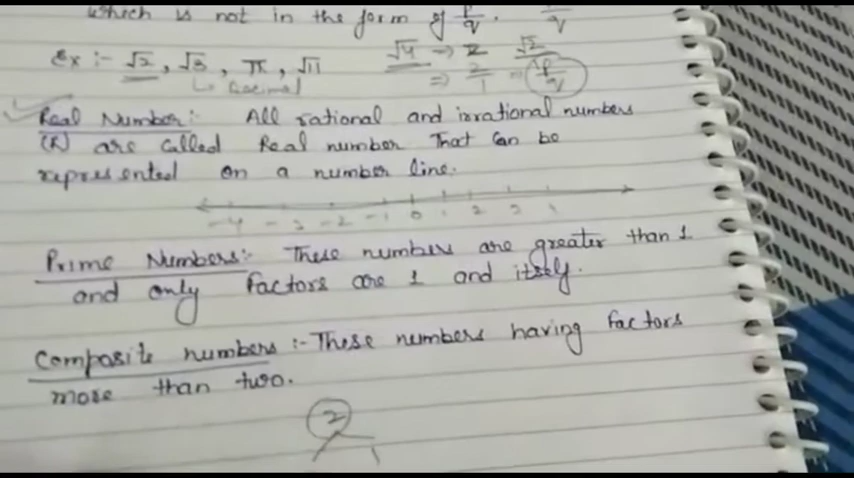 which is not in the form of p/q. p/q
Ex :- √2, √3, π, √11 √4 => 2 √2
↳ Decimal => 2/1 = p/q
Real Number:- All rational and irrational numbers
(R) are called Real number That can be
represented on a number line.
-4 -3 -2 -1 0 1 2 3
Prime Numbers:- These numbers are greater than 1
and only factors are 1 and itself.
Composite numbers :- These numbers having factors
more than two.
2
1